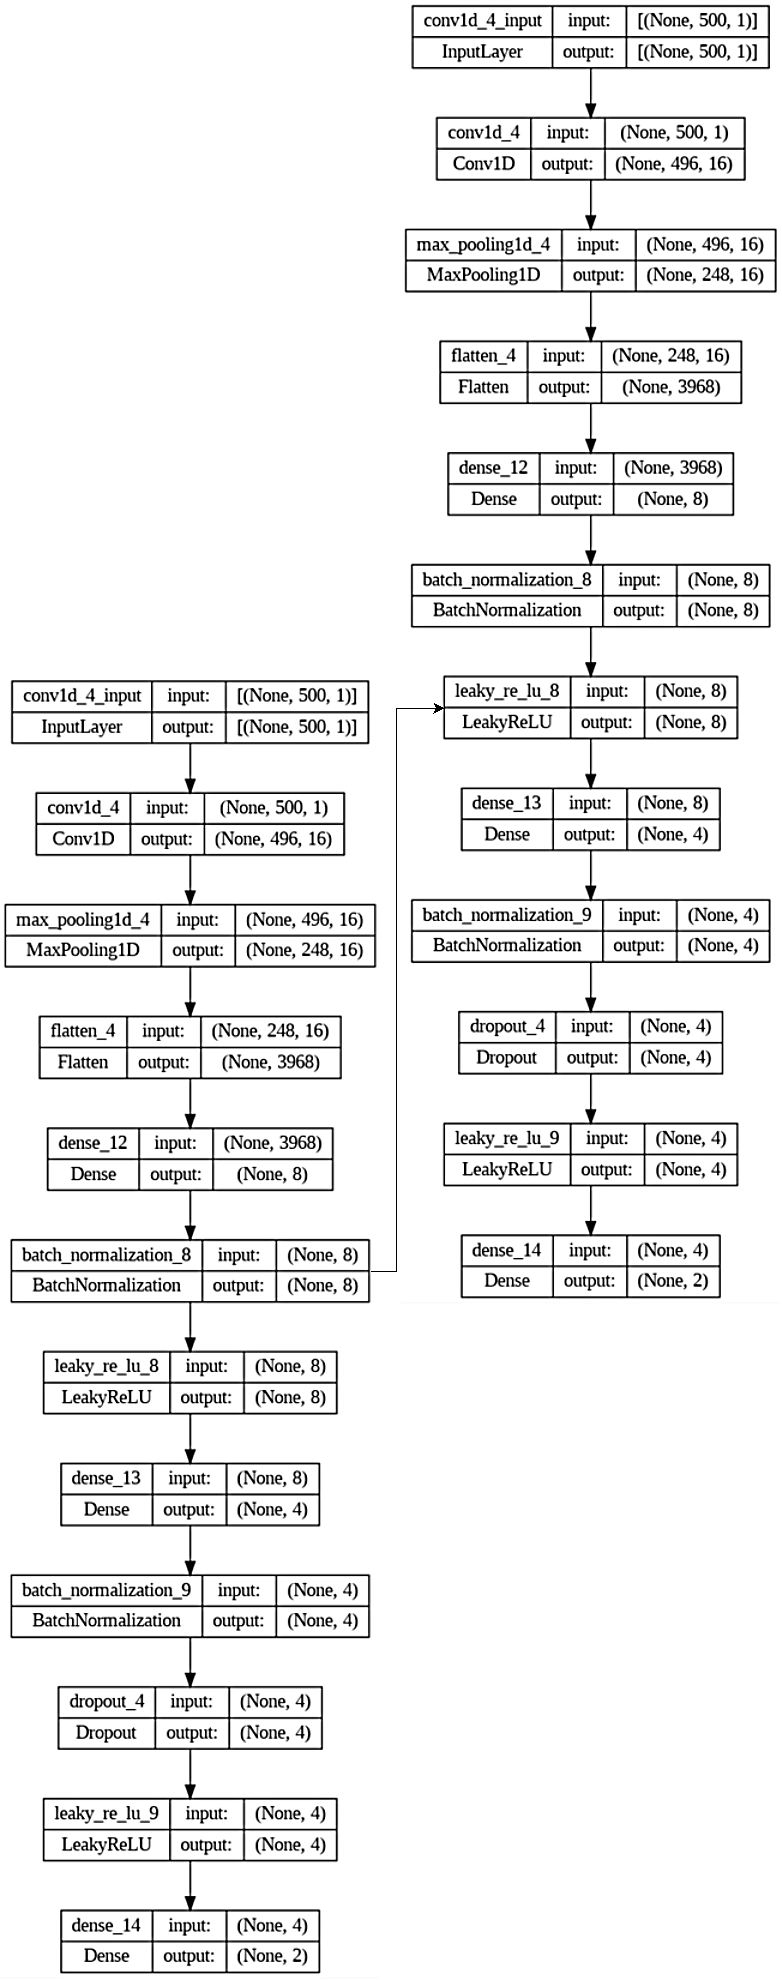 conv1d_4_input input: [(None, 500, 1)]
InputLayer output: [(None, 500, 1)]
conv1d_4 input: (None, 500, 1)
Conv1D output: (None, 496, 16)
max_pooling1d_4 input: (None, 496, 16)
MaxPooling1D output: (None, 248, 16)
flatten_4 input: (None, 248, 16)
Flatten output: (None, 3968)
dense_12 input: (None, 3968)
Dense output: (None, 8)
batch_normalization_8 input: (None, 8)
BatchNormalization output: (None, 8)
leaky_re_lu_8 input: (None, 8)
LeakyReLU output: (None, 8)
dense_13 input: (None, 8)
Dense output: (None, 4)
batch_normalization_9 input: (None, 4)
BatchNormalization output: (None, 4)
dropout_4 input: (None, 4)
Dropout output: (None, 4)
leaky_re_lu_9 input: (None, 4)
LeakyReLU output: (None, 4)
dense_14 input: (None, 4)
Dense output: (None, 2)
conv1d_4_input input: [(None, 500, 1)]
InputLayer output: [(None, 500, 1)]
conv1d_4 input: (None, 500, 1)
Conv1D output: (None, 496, 16)
max_pooling1d_4 input: (None, 496, 16)
MaxPooling1D output: (None, 248, 16)
flatten_4 input: (None, 248, 16)
Flatten output: (None, 3968)
dense_12 input: (None, 3968)
Dense output: (None, 8)
batch_normalization_8 input: (None, 8)
BatchNormalization output: (None, 8)
leaky_re_lu_8 input: (None, 8)
LeakyReLU output: (None, 8)
dense_13 input: (None, 8)
Dense output: (None, 4)
batch_normalization_9 input: (None, 4)
BatchNormalization output: (None, 4)
dropout_4 input: (None, 4)
Dropout output: (None, 4)
leaky_re_lu_9 input: (None, 4)
LeakyReLU output: (None, 4)
dense_14 input: (None, 4)
Dense output: (None, 2)